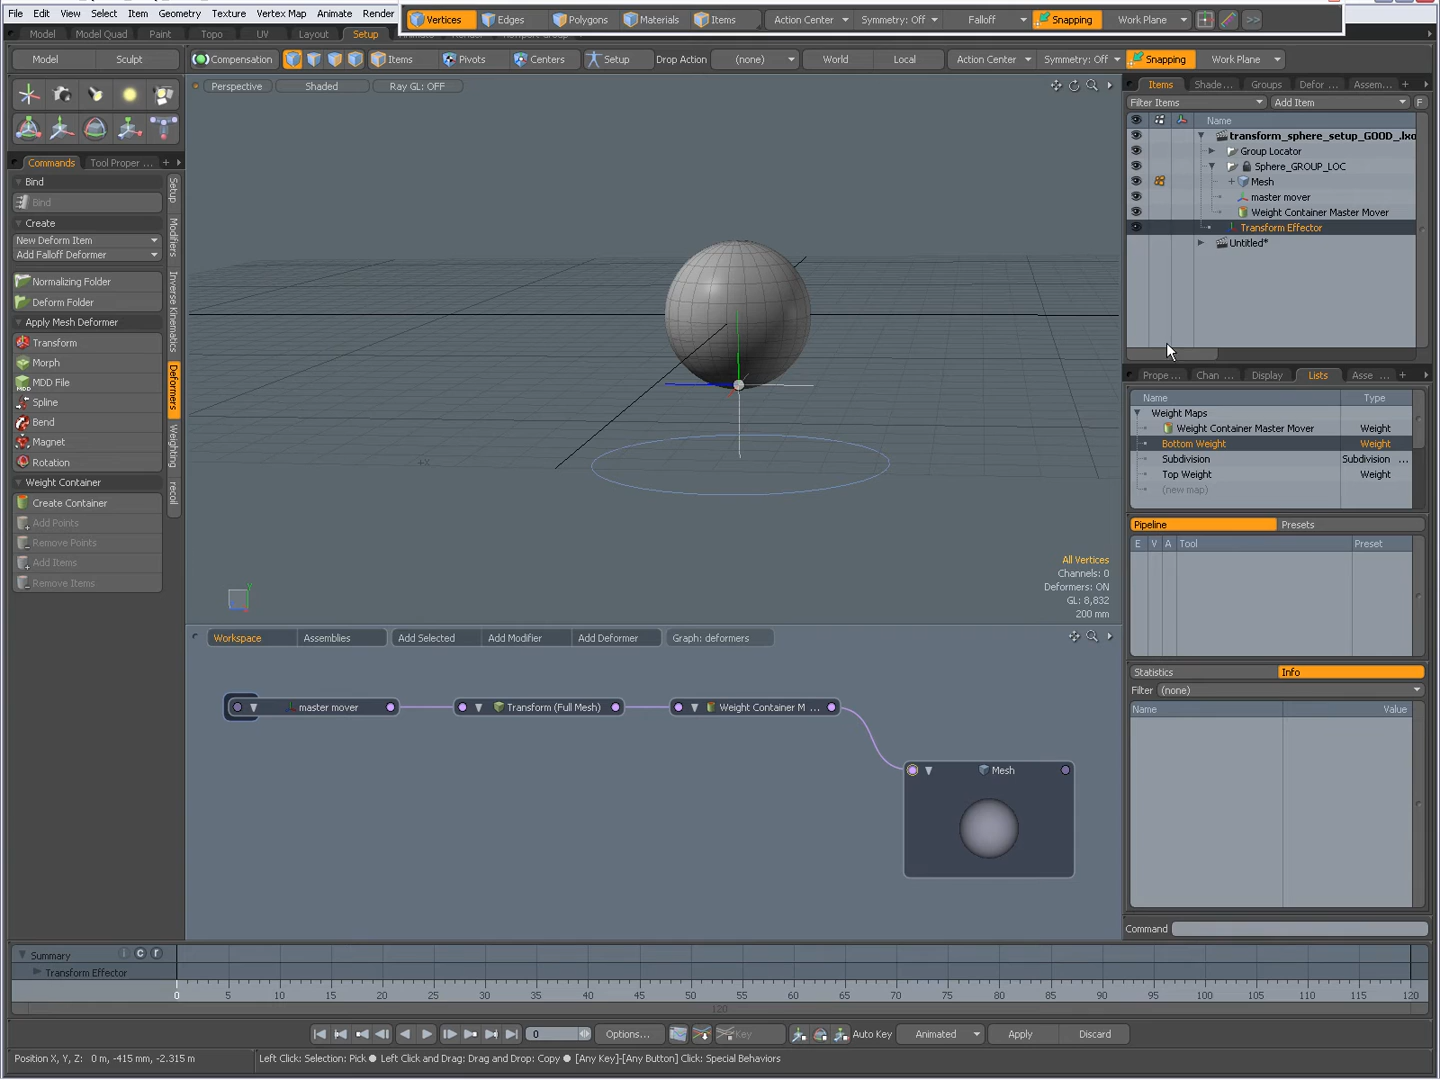 File Edit View Select Item Geometry Texture Vertex Map Animate Render
Vertices Edges Polygons Materials Items Action Center Symmetry: Off Falloff Snapping Work Plane >>
Model Model Quad Paint Topo UV Layout Setup
Model Sculpt Compensation Items Pivots Centers Setup Drop Action (none) World Local Action Center Symmetry: Off Snapping Work Plane
Perspective Shaded Ray GL: OFF
Items Shade... Groups Defor ... Assem...
Filter Items Add Item F
Name
transform_sphere_setup_GOOD_.lxo
Group Locator
Sphere_GROUP_LOC
Mesh
master mover
Weight Container Master Mover
Transform Effector
Untitled*
Commands Tool Proper ... +
Bind
Bind
Create
New Deform Item
Add Falloff Deformer
Normalizing Folder
Deform Folder
Apply Mesh Deformer
Transform
Morph
MDD File
Spline
Bend
Magnet
Rotation
Weight Container
Create Container
Add Points
Remove Points
Add Items
Remove Items
Setup
Modifiers
Inverse Kinematics
Deformers
Weighting
recoil
+X
Y
All Vertices
Channels: 0
Deformers: ON
GL: 8,832
200 mm
Prope ... Chan ... Display Lists Asse ... +
Name Type
Weight Maps
Weight Container Master Mover Weight
Bottom Weight Weight
Subdivision Subdivision ...
Top Weight Weight
(new map)
Pipeline Presets
E V A Tool Preset
Statistics Info
Filter (none)
Name Value
Command
Workspace Assemblies Add Selected Add Modifier Add Deformer Graph: deformers
master mover Transform (Full Mesh) Weight Container M ...
Mesh
Summary c r
Transform Effector
0 5 10 15 20 25 30 35 40 45 50 55 60 65 70 75 80 85 90 95 100 105 110 115 120
120
0 Options... Key Auto Key Animated Apply Discard
Position X, Y, Z: 0 m, -415 mm, -2.315 m Left Click: Selection: Pick ● Left Click and Drag: Drag and Drop: Copy ● [Any Key]-[Any Button] Click: Special Behaviors